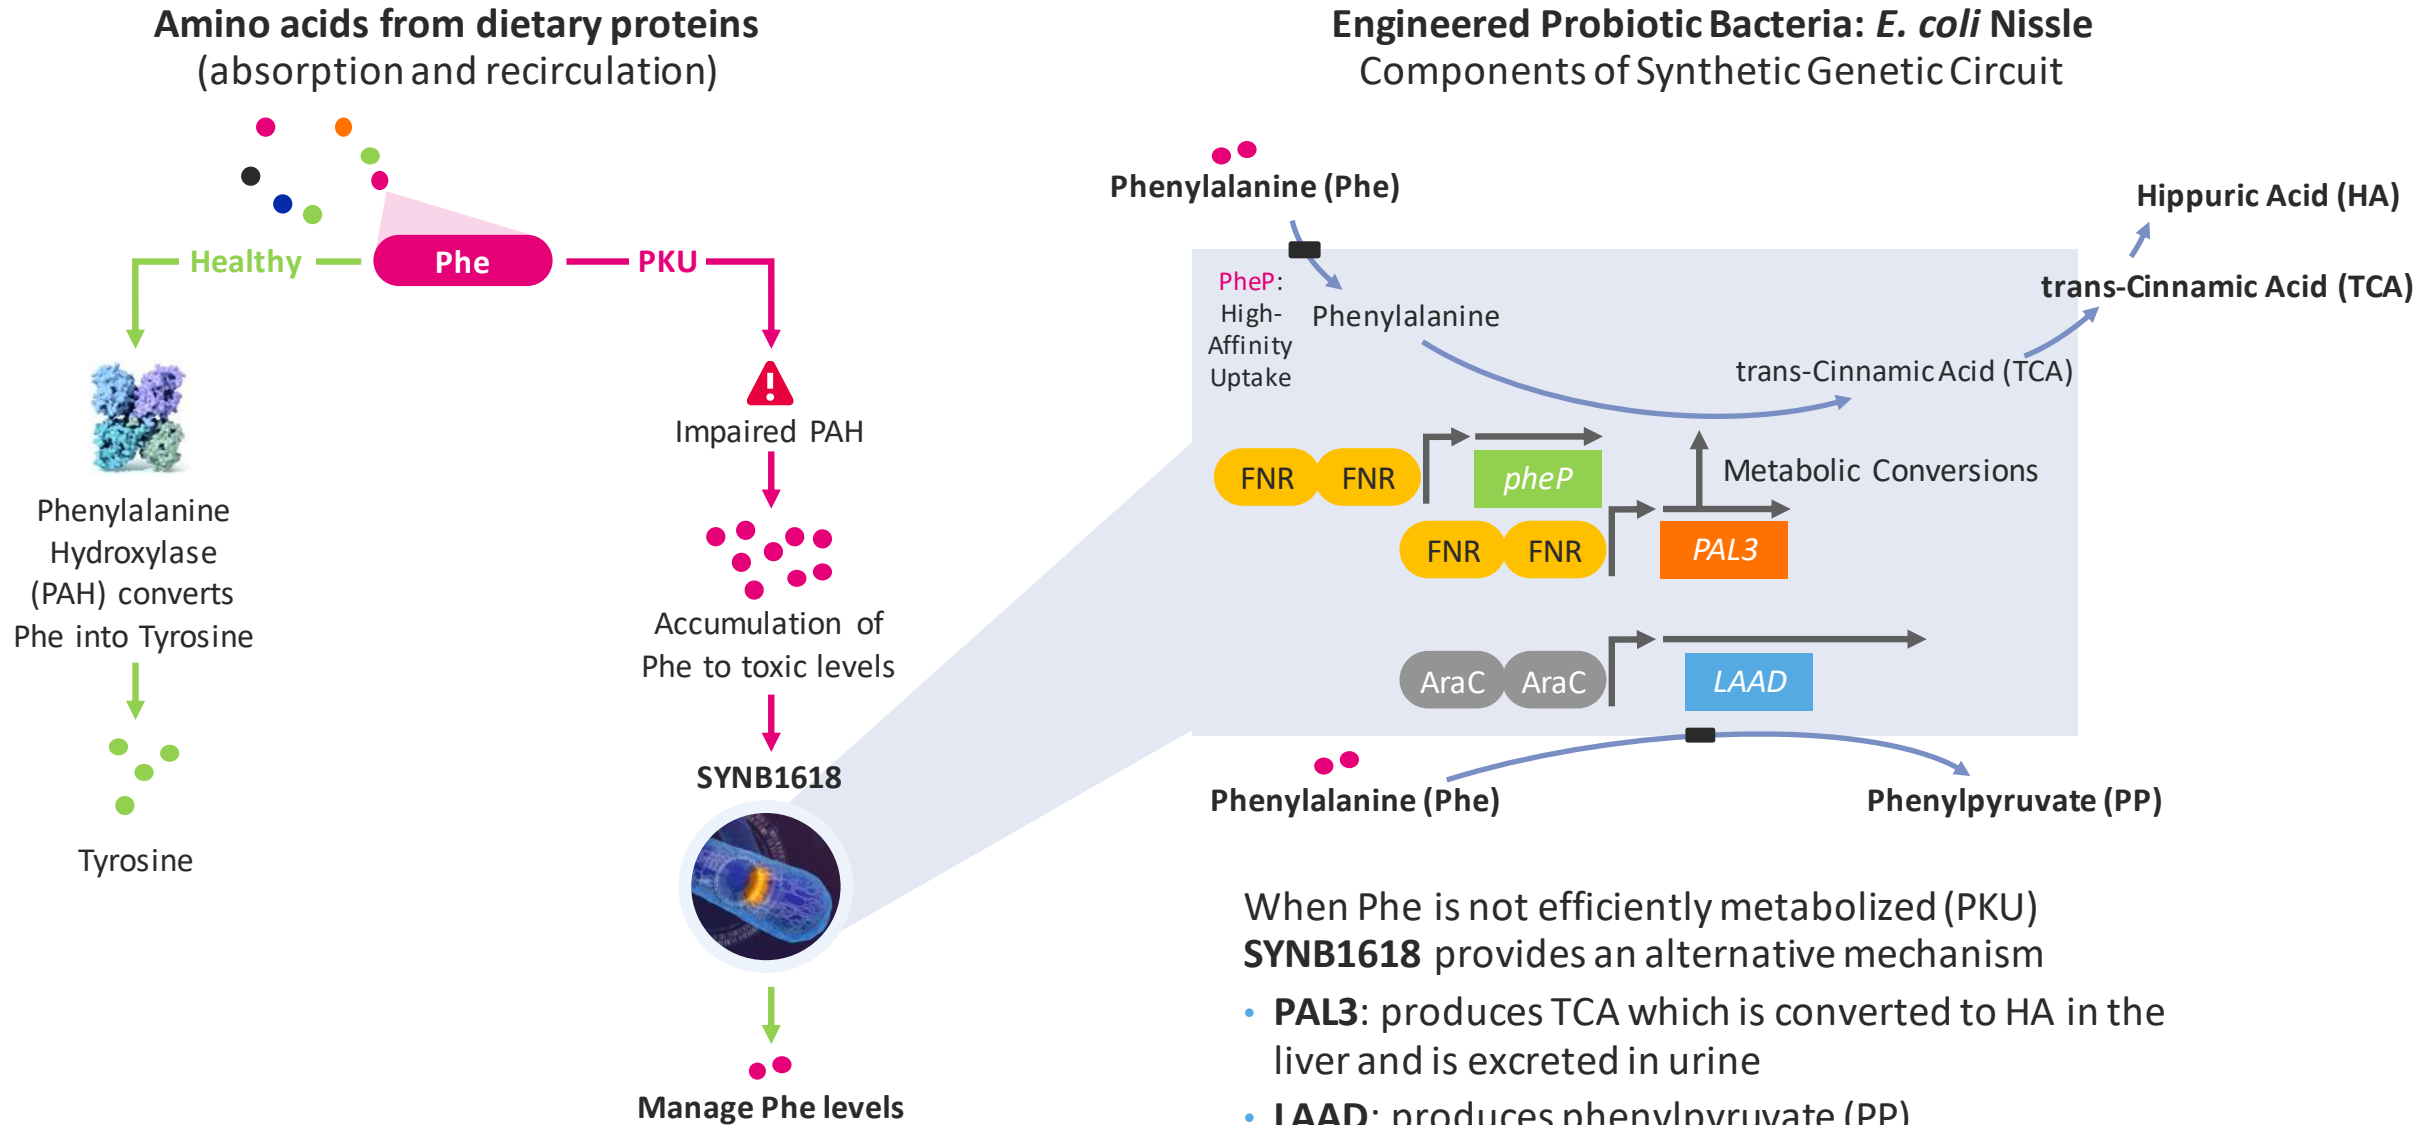 Amino acids from dietary proteins
(absorption and recirculation)
Healthy
Phe
PKU
Phenylalanine
Hydroxylase
(PAH) converts
Phe into Tyrosine
Tyrosine
Impaired PAH
Accumulation of
Phe to toxic levels
SYNB1618
Manage Phe levels
Engineered Probiotic Bacteria: E. coli Nissle
Components of Synthetic Genetic Circuit
Phenylalanine (Phe)
Hippuric Acid (HA)
trans-Cinnamic Acid (TCA)
PheP:
High-
Affinity
Uptake
Phenylalanine
trans-Cinnamic Acid (TCA)
FNR FNR pheP
Metabolic Conversions
FNR FNR PAL3
AraC AraC LAAD
Phenylalanine (Phe)
Phenylpyruvate (PP)
When Phe is not efficiently metabolized (PKU)
SYNB1618 provides an alternative mechanism
• PAL3: produces TCA which is converted to HA in the
liver and is excreted in urine
• LAAD: produces phenylpyruvate (PP)